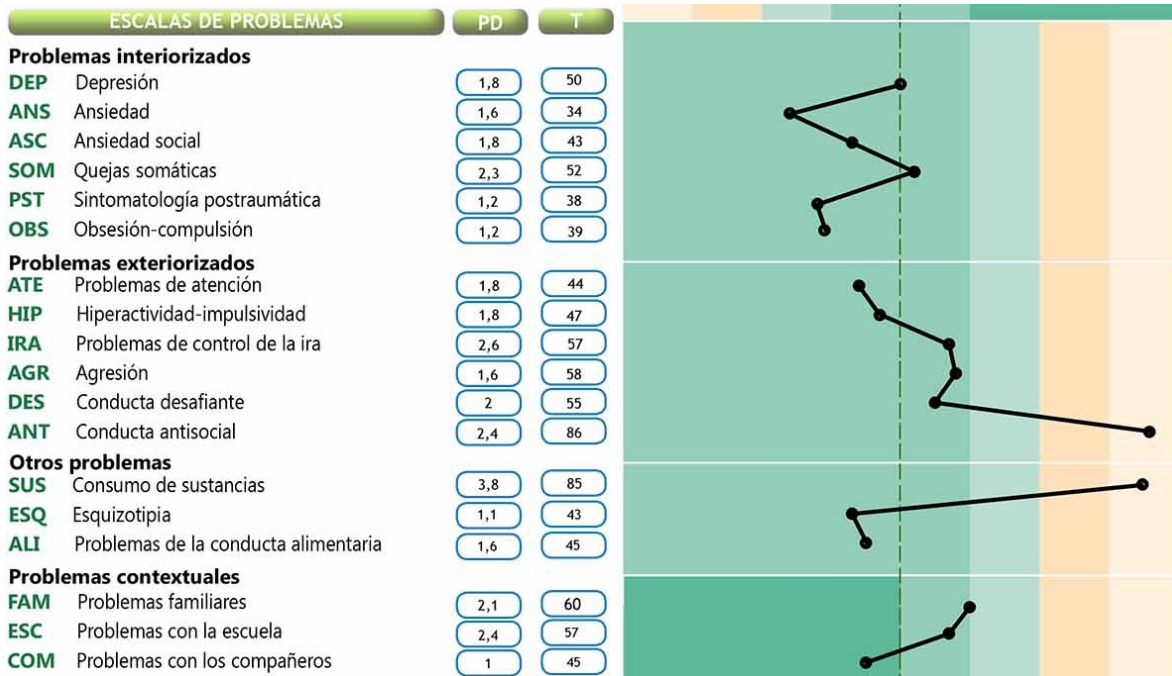 ESCALAS DE PROBLEMAS PD T
Problemas interiorizados
DEP Depresión 1,8 50
ANS Ansiedad 1,6 34
ASC Ansiedad social 1,8 43
SOM Quejas somáticas 2,3 52
PST Sintomatología postraumática 1,2 38
OBS Obsesión-compulsión 1,2 39
Problemas exteriorizados
ATE Problemas de atención 1,8 44
HIP Hiperactividad-impulsividad 1,8 47
IRA Problemas de control de la ira 2,6 57
AGR Agresión 1,6 58
DES Conducta desafiante 2 55
ANT Conducta antisocial 2,4 86
Otros problemas
SUS Consumo de sustancias 3,8 85
ESQ Esquizotipia 1,1 43
ALI Problemas de la conducta alimentaria 1,6 45
Problemas contextuales
FAM Problemas familiares 2,1 60
ESC Problemas con la escuela 2,4 57
COM Problemas con los compañeros 1 45